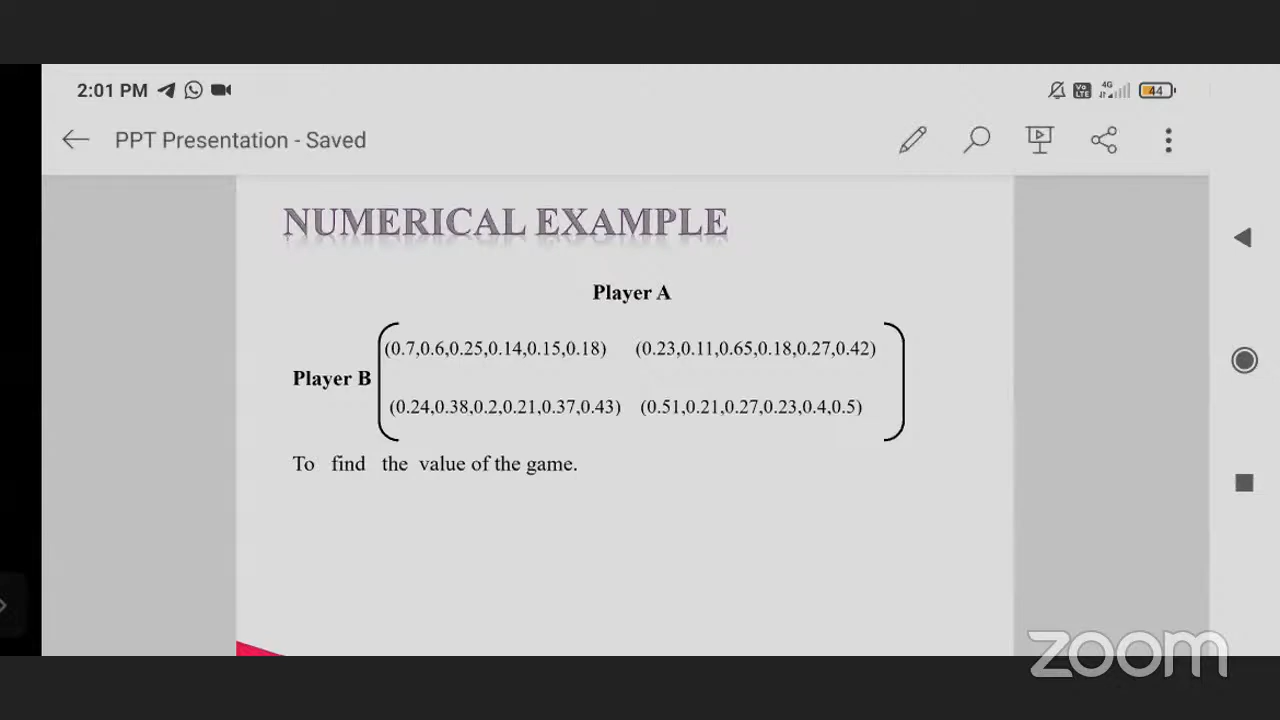 2:01 PM
4G
Vo LTE
44
PPT Presentation - Saved
NUMERICAL EXAMPLE
Player A
(0.7,0.6,0.25,0.14,0.15,0.18) (0.23,0.11,0.65,0.18,0.27,0.42)
Player B
(0.24,0.38,0.2,0.21,0.37,0.43) (0.51,0.21,0.27,0.23,0.4,0.5)
To find the value of the game.
zoom